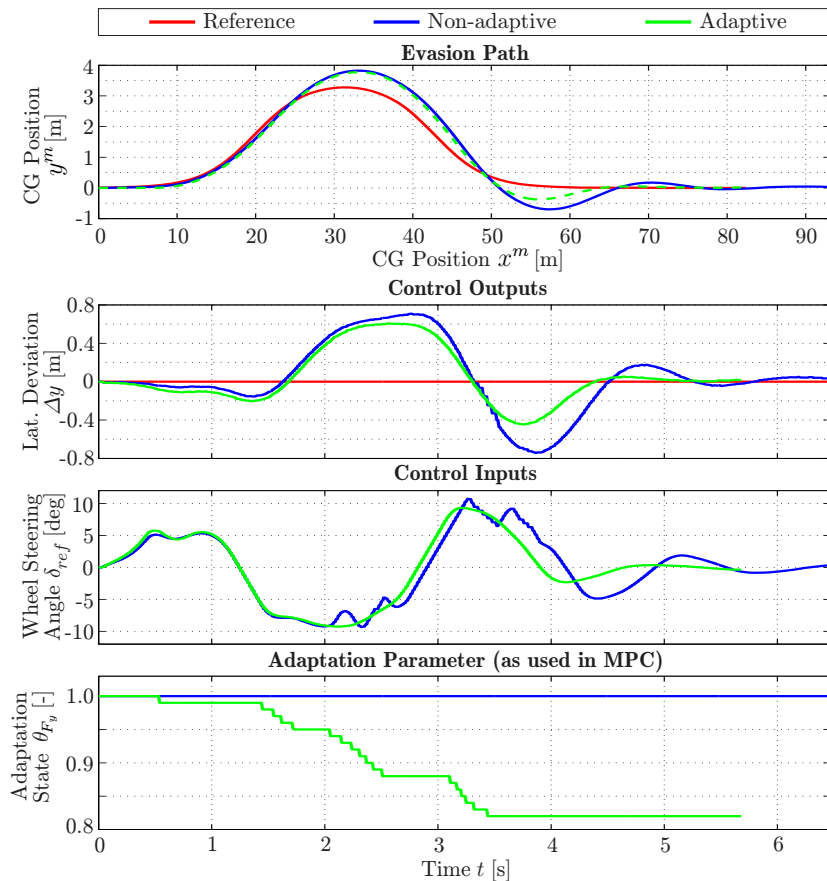 Reference Non-adaptive Adaptive
Evasion Path
CG Position
y^m [m]
4
3
2
1
0
-1
0 10 20 30 40 50 60 70 80 90
CG Position x^m [m]
Control Outputs
Lat. Deviation
Δy [m]
0.8
0.4
0
-0.4
-0.8
Control Inputs
Wheel Steering
Angle δ_ref [deg]
10
5
0
-5
-10
Adaptation Parameter (as used in MPC)
Adaptation
State θ_{F_y} [-]
1.0
0.9
0.8
0 1 2 3 4 5 6
Time t [s]